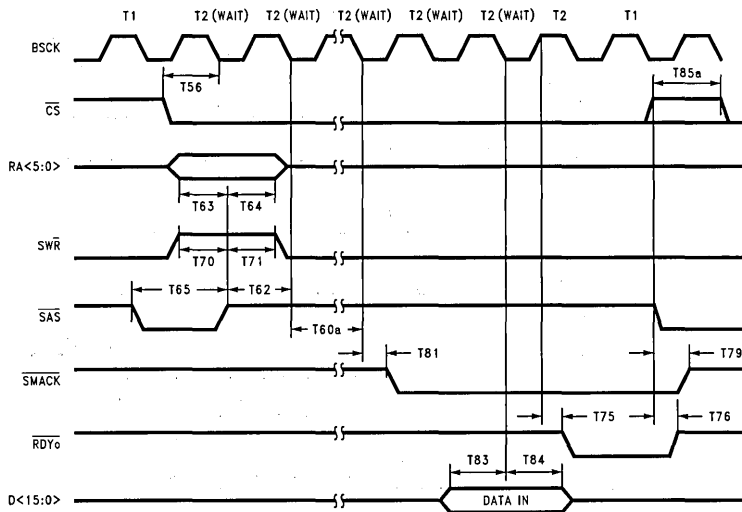 T1 T2 (WAIT) T2 (WAIT) T2 (WAIT) T2 (WAIT) T2 (WAIT) T2 T1
BSCK
T56
T85a
CS
RA<5:0>
T63 T64
SWR
T70 T71
T65 T62
SAS
T60a
T81 T79
SMACK
T75 T76
RDYo
T83 T84
D<15:0>
DATA IN